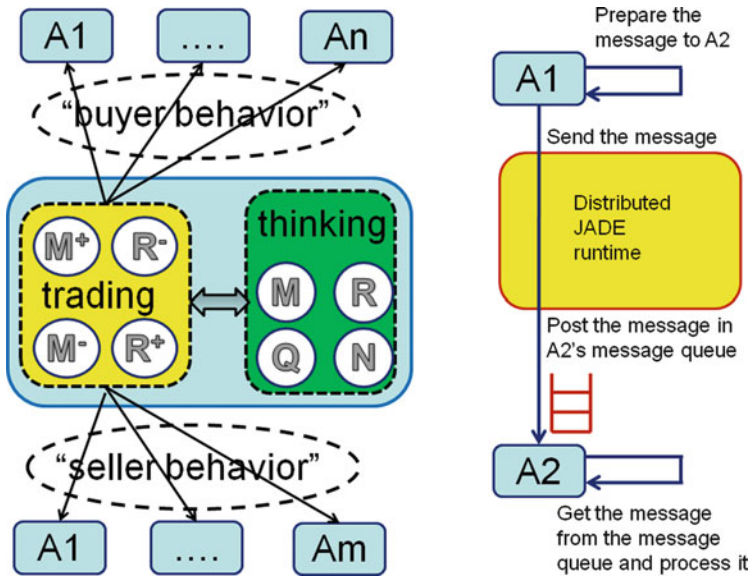 A1
....
An
"buyer behavior"
M+
R-
trading
M-
R+
thinking
M
R
Q
N
"seller behavior"
A1
....
Am
Prepare the
message to A2
A1
Send the message
Distributed
JADE
runtime
Post the message in
A2's message queue
A2
Get the message
from the message
queue and process it